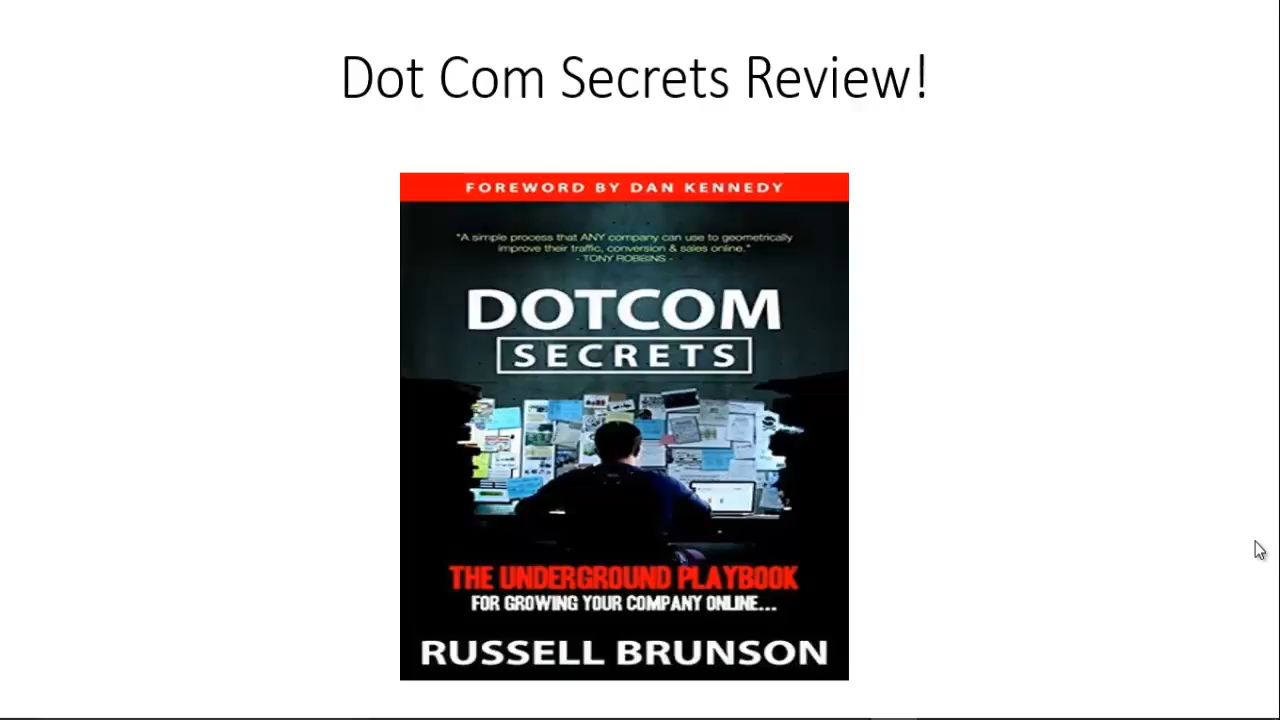 Dot Com Secrets Review!
FOREWORD BY DAN KENNEDY
"A simple process that ANY company can use to geometrically
improve their traffic, conversion & sales online."
- TONY ROBBINS -
DOTCOM
SECRETS
THE UNDERGROUND PLAYBOOK
FOR GROWING YOUR COMPANY ONLINE...
RUSSELL BRUNSON